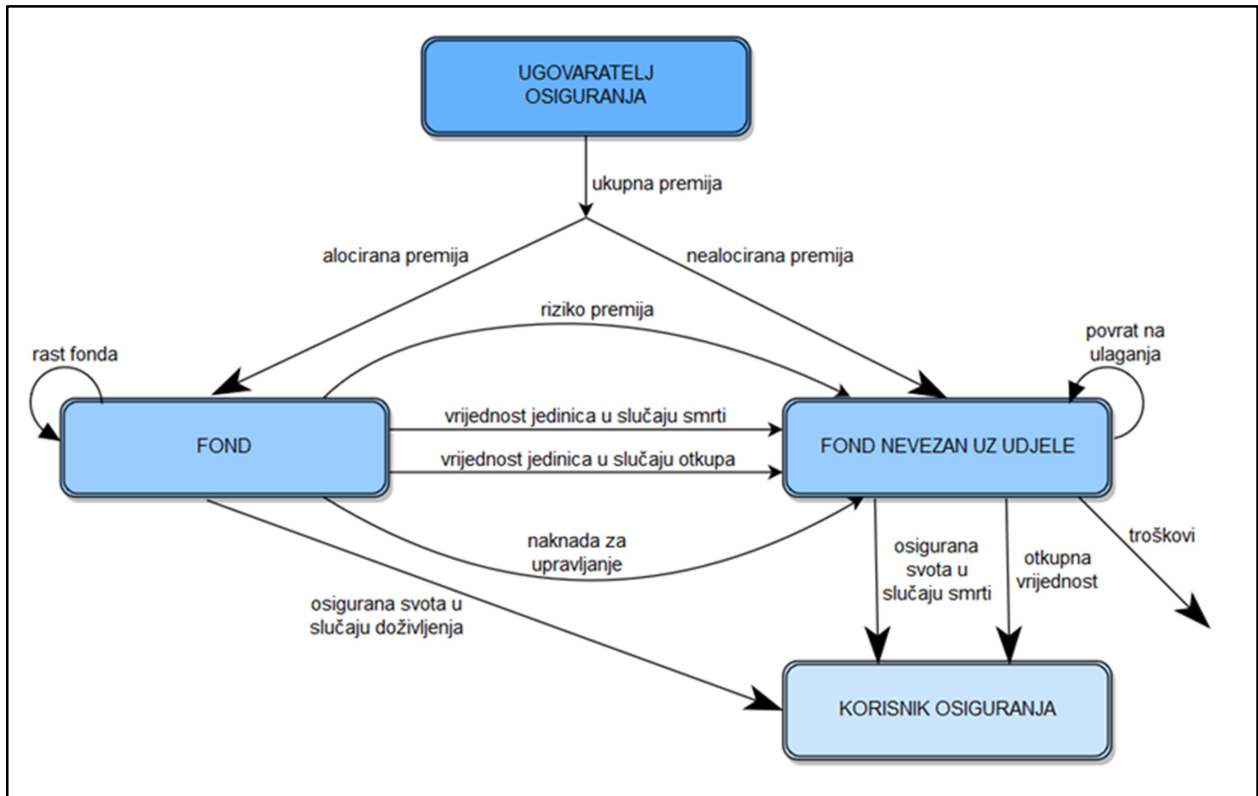 UGOVARATELJ
OSIGURANJA
ukupna premija
alocirana premija
nealocirana premija
riziko premija
rast fonda
povrat na
ulaganja
vrijednost jedinica u slučaju smrti
FOND
FOND NEVEZAN UZ UDJELE
vrijednost jedinica u slučaju otkupa
naknada za
upravljanje
osigurana
svota u
slučaju smrti
otkupna
vrijednost
troškovi
osigurana svota u
slučaju doživljenja
KORISNIK OSIGURANJA